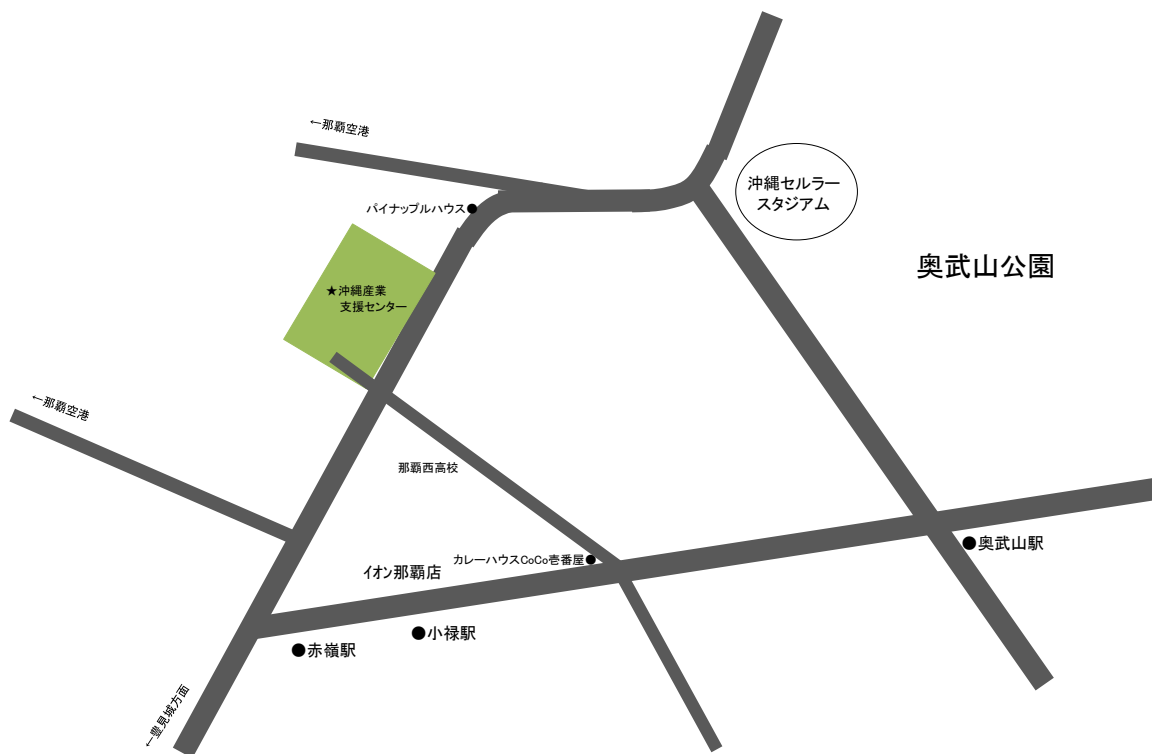 ←那覇空港
沖縄セルラー
スタジアム
パイナップルハウス●
奥武山公園
★沖縄産業
支援センター
←那覇空港
那覇西高校
●奥武山駅
カレーハウスCoCo壱番屋●
イオン那覇店
●小禄駅
●赤嶺駅
←豊見城方面